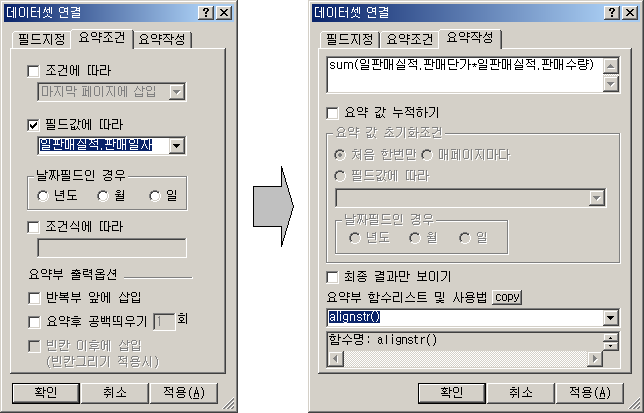 데이터셋 연결
필드지정 요약조건 요약작성
조건에 따라
마지막 페이지에 삽입
필드값에 따라
일판매실적.판매일자
날짜필드인 경우
년도 월 일
조건식에 따라
요약부 출력옵션
반복부 앞에 삽입
요약후 공백띄우기 1 회
빈칸 이후에 삽입
(빈칸그리기 적용시)
확인 취소 적용(A)
데이터셋 연결
필드지정 요약조건 요약작성
sum(일판매실적.판매단가*일판매실적.판매수량)
요약 값 누적하기
요약 값 초기화조건
처음 한번만 매페이지마다
필드값에 따라
날짜필드인 경우
년도 월 일
최종 결과만 보이기
요약부 함수리스트 및 사용법 copy
alignstr()
함수명: alignstr()
확인 취소 적용(A)